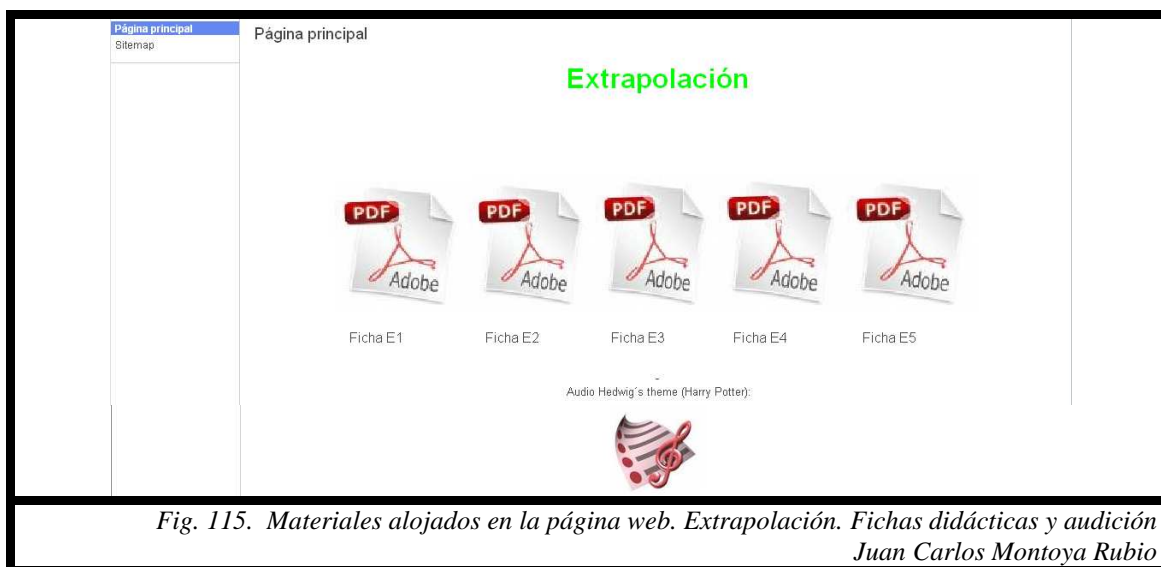 Página principal
Sitemap
Página principal
Extrapolación
PDF PDF PDF PDF PDF
Adobe Adobe Adobe Adobe Adobe
Ficha E1 Ficha E2 Ficha E3 Ficha E4 Ficha E5
-
Audio Hedwig´s theme (Harry Potter):
Fig. 115. Materiales alojados en la página web. Extrapolación. Fichas didácticas y audición
Juan Carlos Montoya Rubio